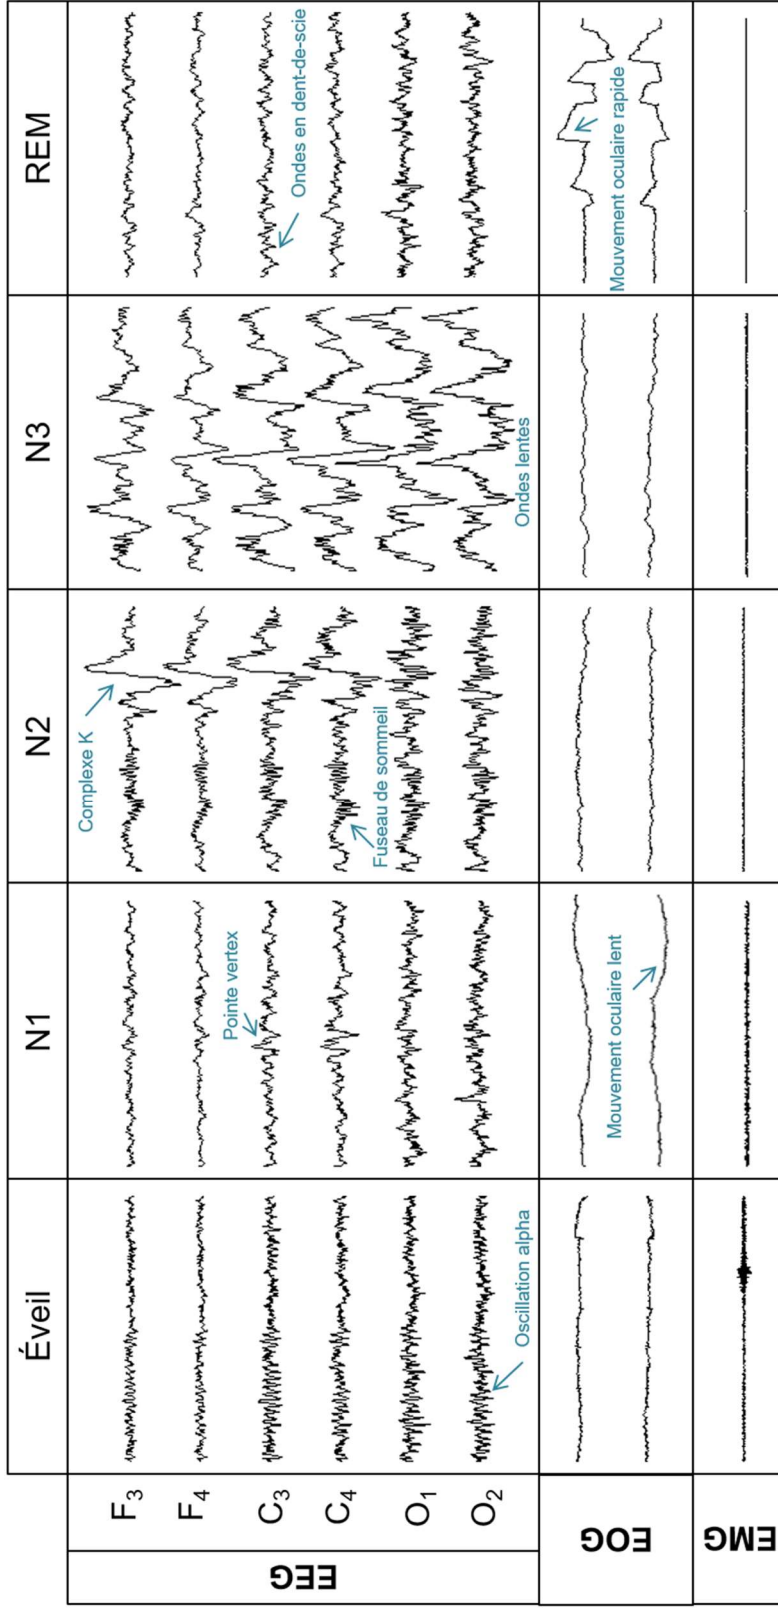 Éveil
N1
N2
N3
REM
EEG
F3
F4
C3
C4
O1
O2
EOG
EMG
Oscillation alpha
Pointe vertex
Mouvement oculaire lent
Complexe K
Fuseau de sommeil
Ondes lentes
Ondes en dent-de-scie
Mouvement oculaire rapide